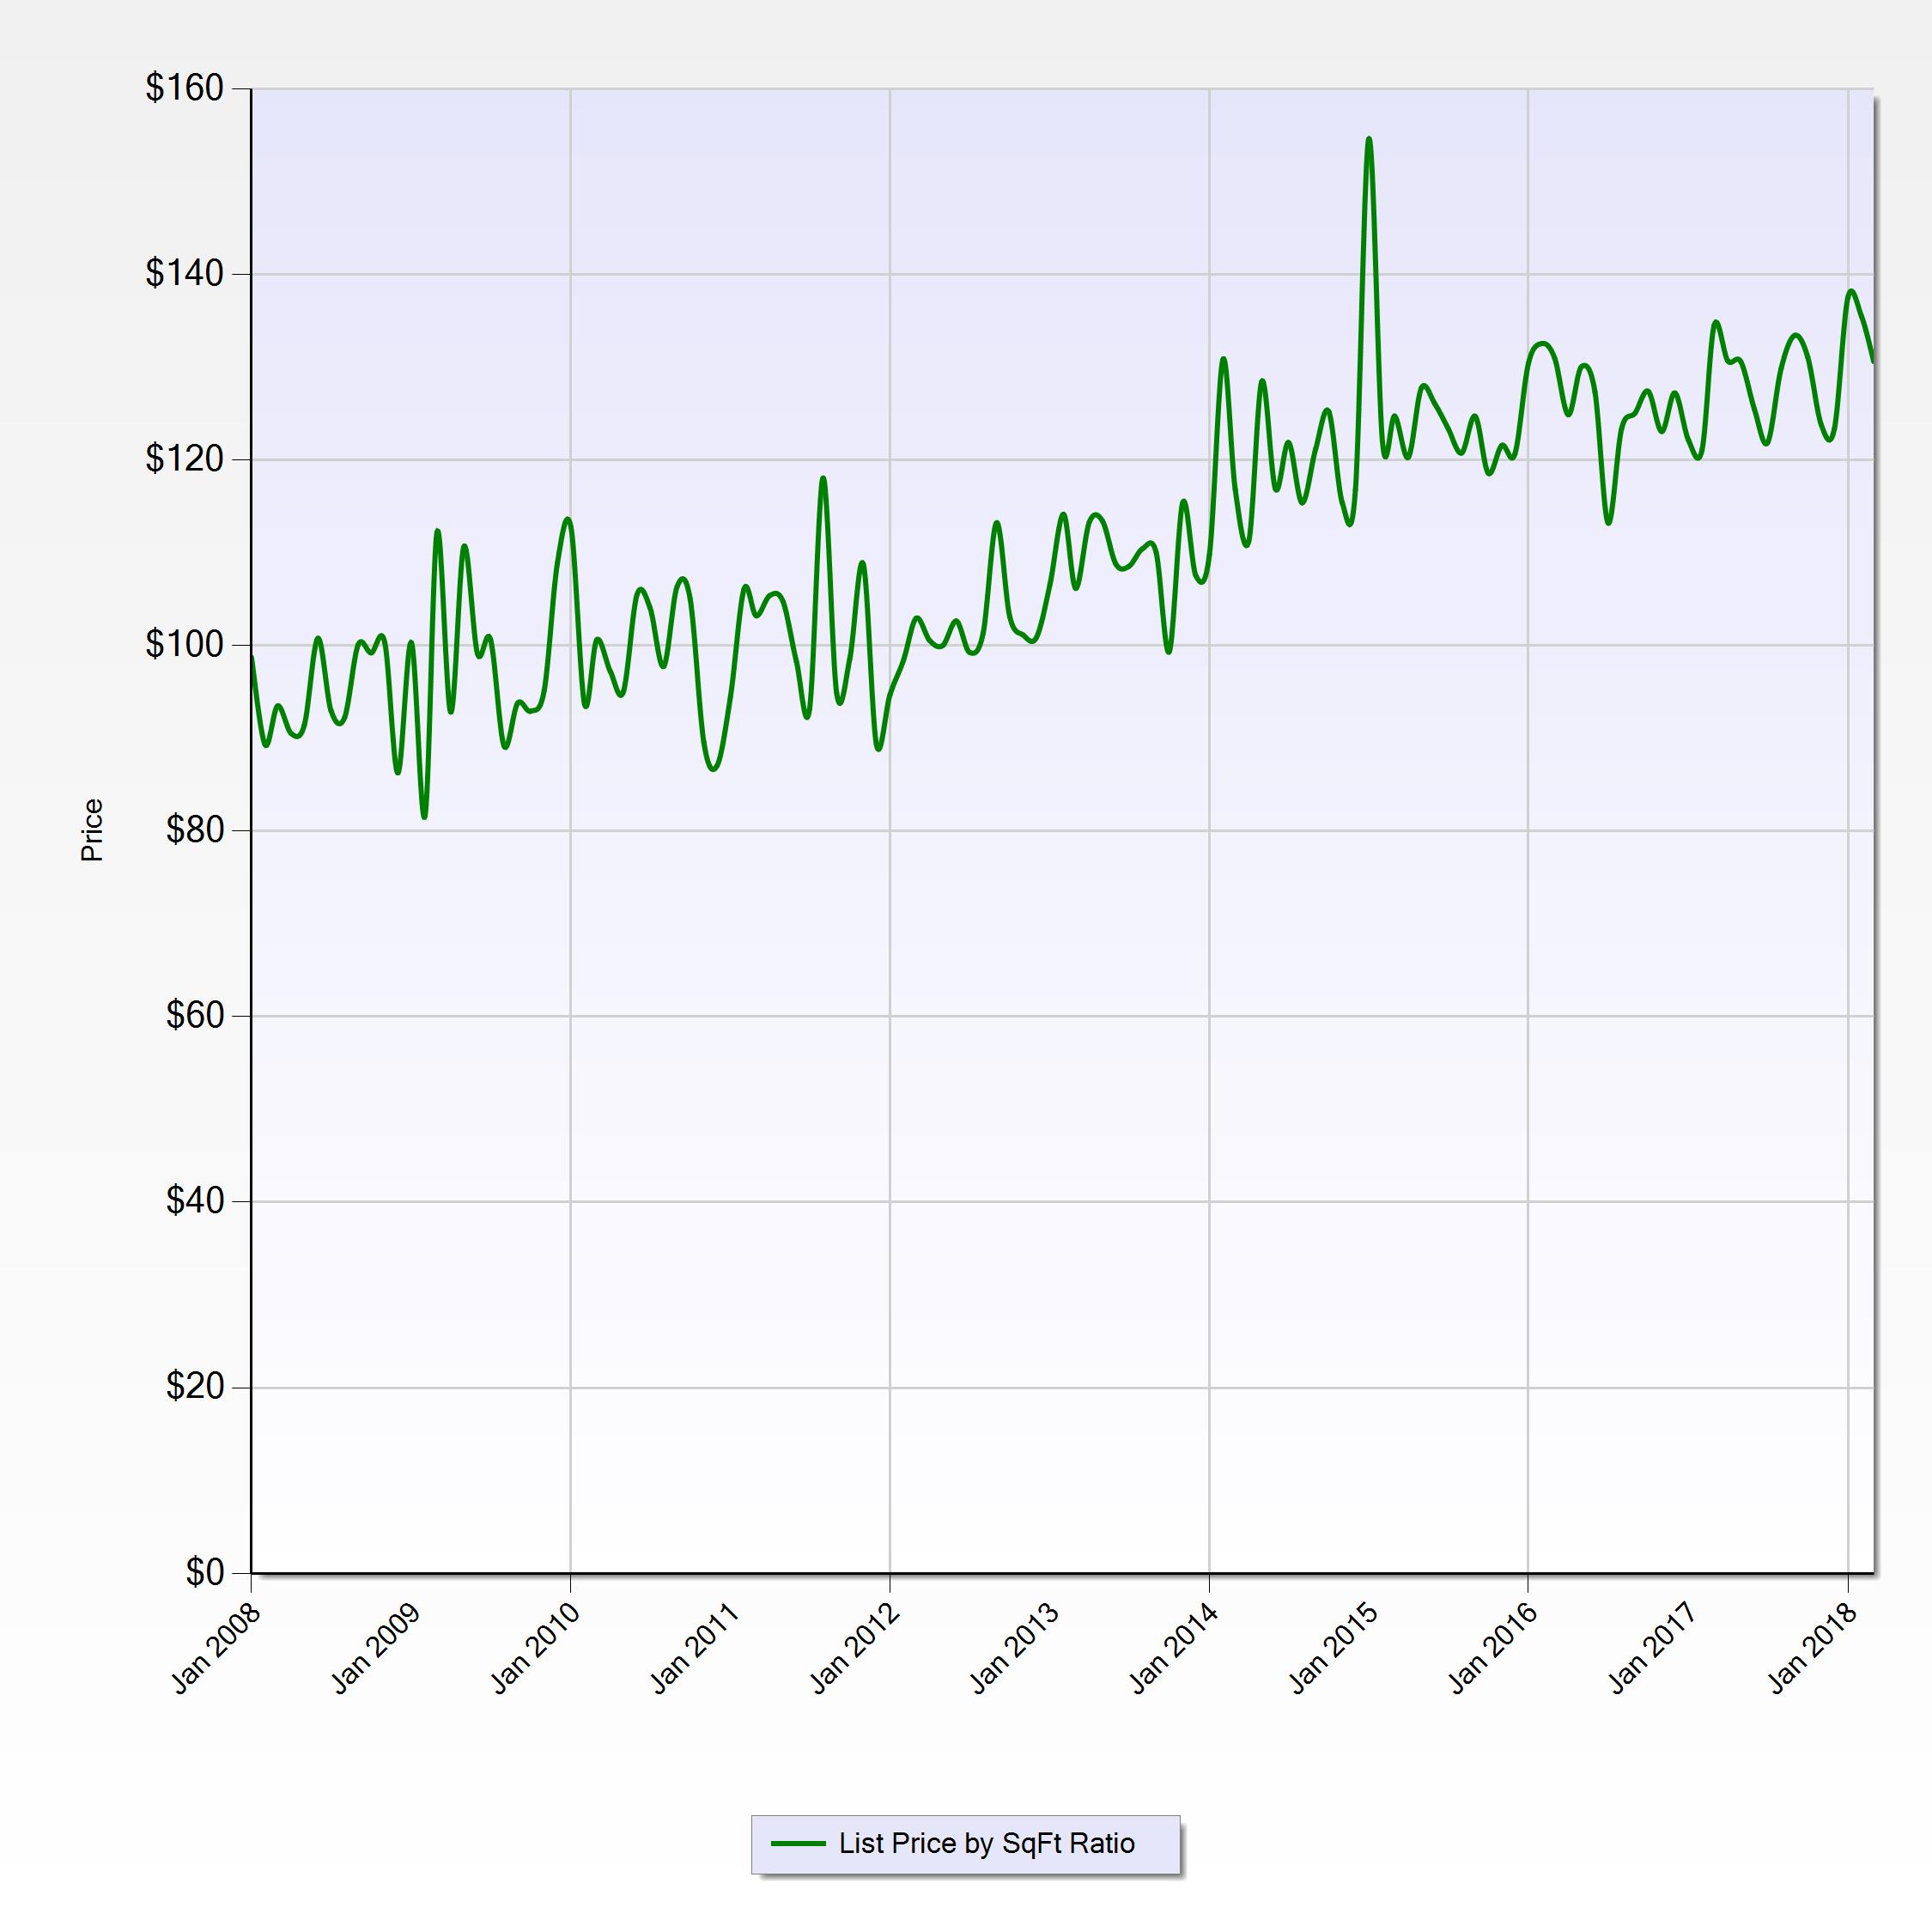 $160
$140
$120
$100
$80
$60
$40
$20
$0
Price
Jan 2008
Jan 2009
Jan 2010
Jan 2011
Jan 2012
Jan 2013
Jan 2014
Jan 2015
Jan 2016
Jan 2017
Jan 2018
List Price by SqFt Ratio